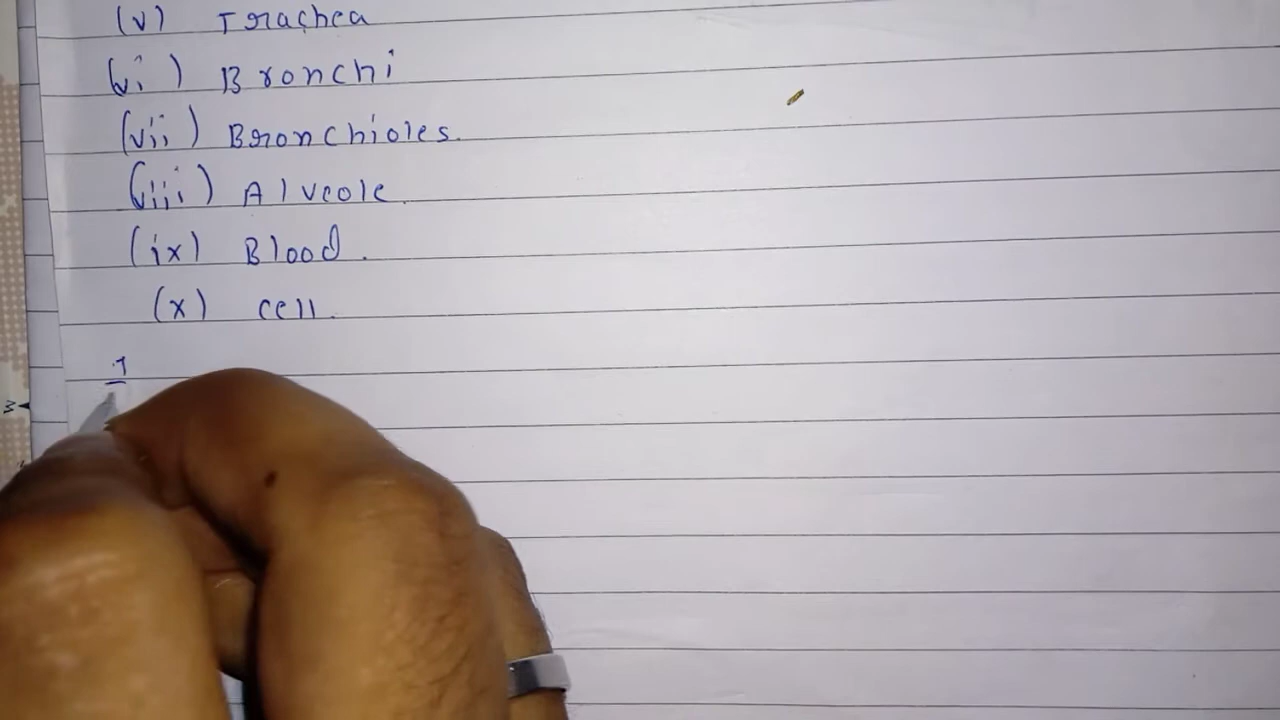 (v) Trachea
(vi) Bronchi
(vii) Bronchioles.
(viii) Alveole.
(ix) Blood.
(x) cell.